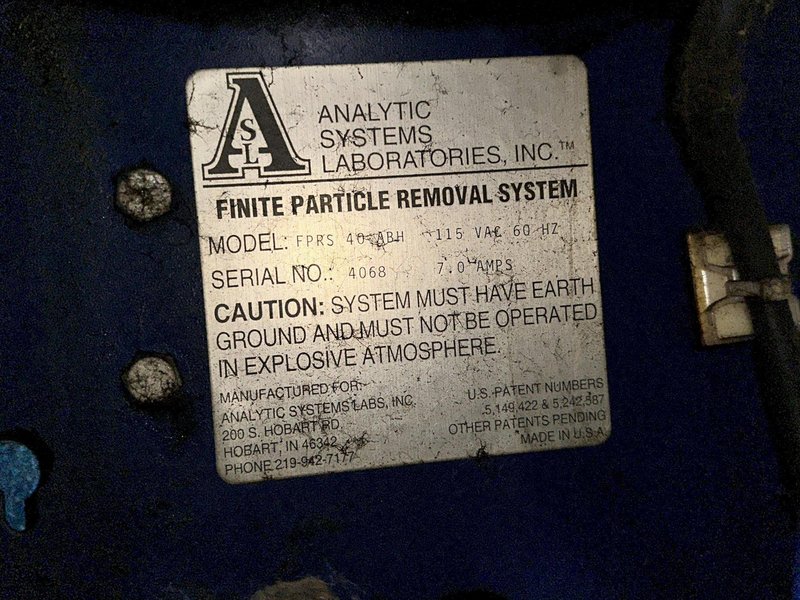 ASL
ANALYTIC
SYSTEMS
LABORATORIES, INC.™
FINITE PARTICLE REMOVAL SYSTEM
MODEL: FPRS 40-ABH 115 VAC 60 HZ
SERIAL NO.: 4068 7.0 AMPS
CAUTION: SYSTEM MUST HAVE EARTH
GROUND AND MUST NOT BE OPERATED
IN EXPLOSIVE ATMOSPHERE.
MANUFACTURED FOR:
ANALYTIC SYSTEMS LABS, INC.
200 S. HOBART RD.
HOBART, IN 46342
PHONE 219-942-7177
U.S. PATENT NUMBERS
5,149,422 & 5,242,587
OTHER PATENTS PENDING
MADE IN U.S.A.